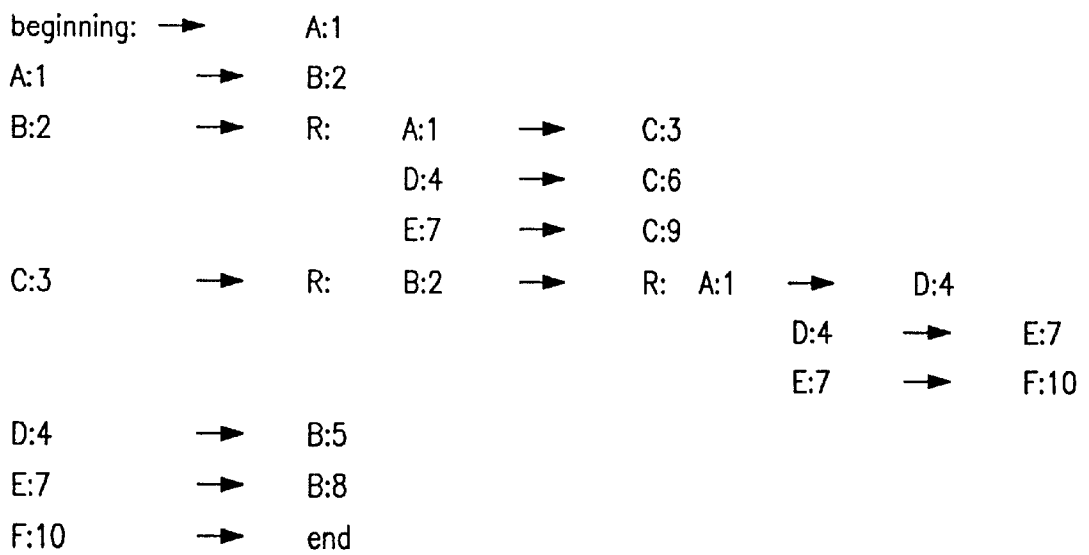 beginning: → A:1
A:1 → B:2
B:2 → R: A:1 → C:3
D:4 → C:6
E:7 → C:9
C:3 → R: B:2 → R: A:1 → D:4
D:4 → E:7
E:7 → F:10
D:4 → B:5
E:7 → B:8
F:10 → end